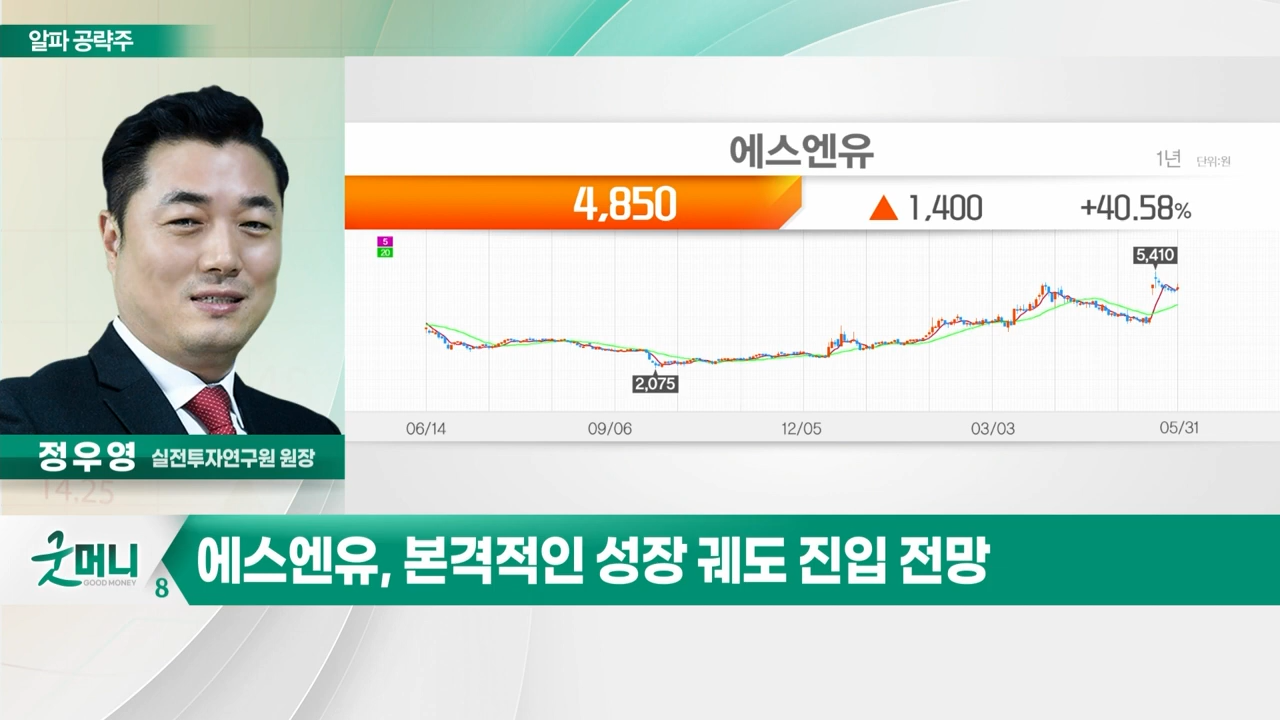 알파 공략주
에스엔유
1년 단위:원
4,850 ▲ 1,400 +40.58%
5
20
5,410
2,075
06/14 09/06 12/05 03/03 05/31
정우영 실전투자연구원 원장
14.25
굿머니
GOOD MONEY
8
에스엔유, 본격적인 성장 궤도 진입 전망